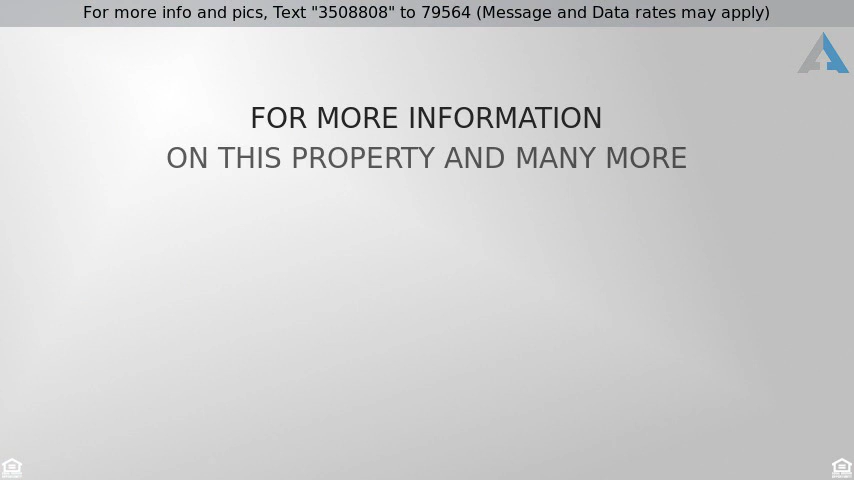 For more info and pics, Text "3508808" to 79564 (Message and Data rates may apply)
FOR MORE INFORMATION
ON THIS PROPERTY AND MANY MORE